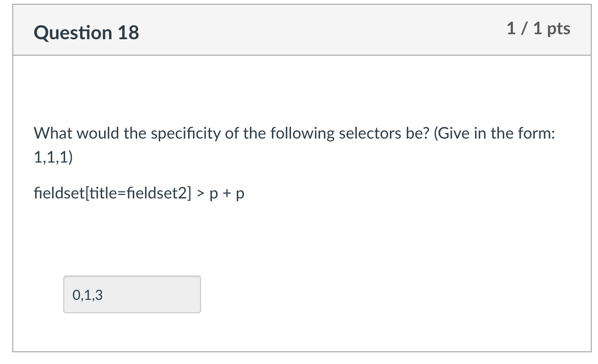 Question 18
1 / 1 pts
What would the specificity of the following selectors be? (Give in the form:
1,1,1)
fieldset[title=fieldset2] > p + p
0,1,3